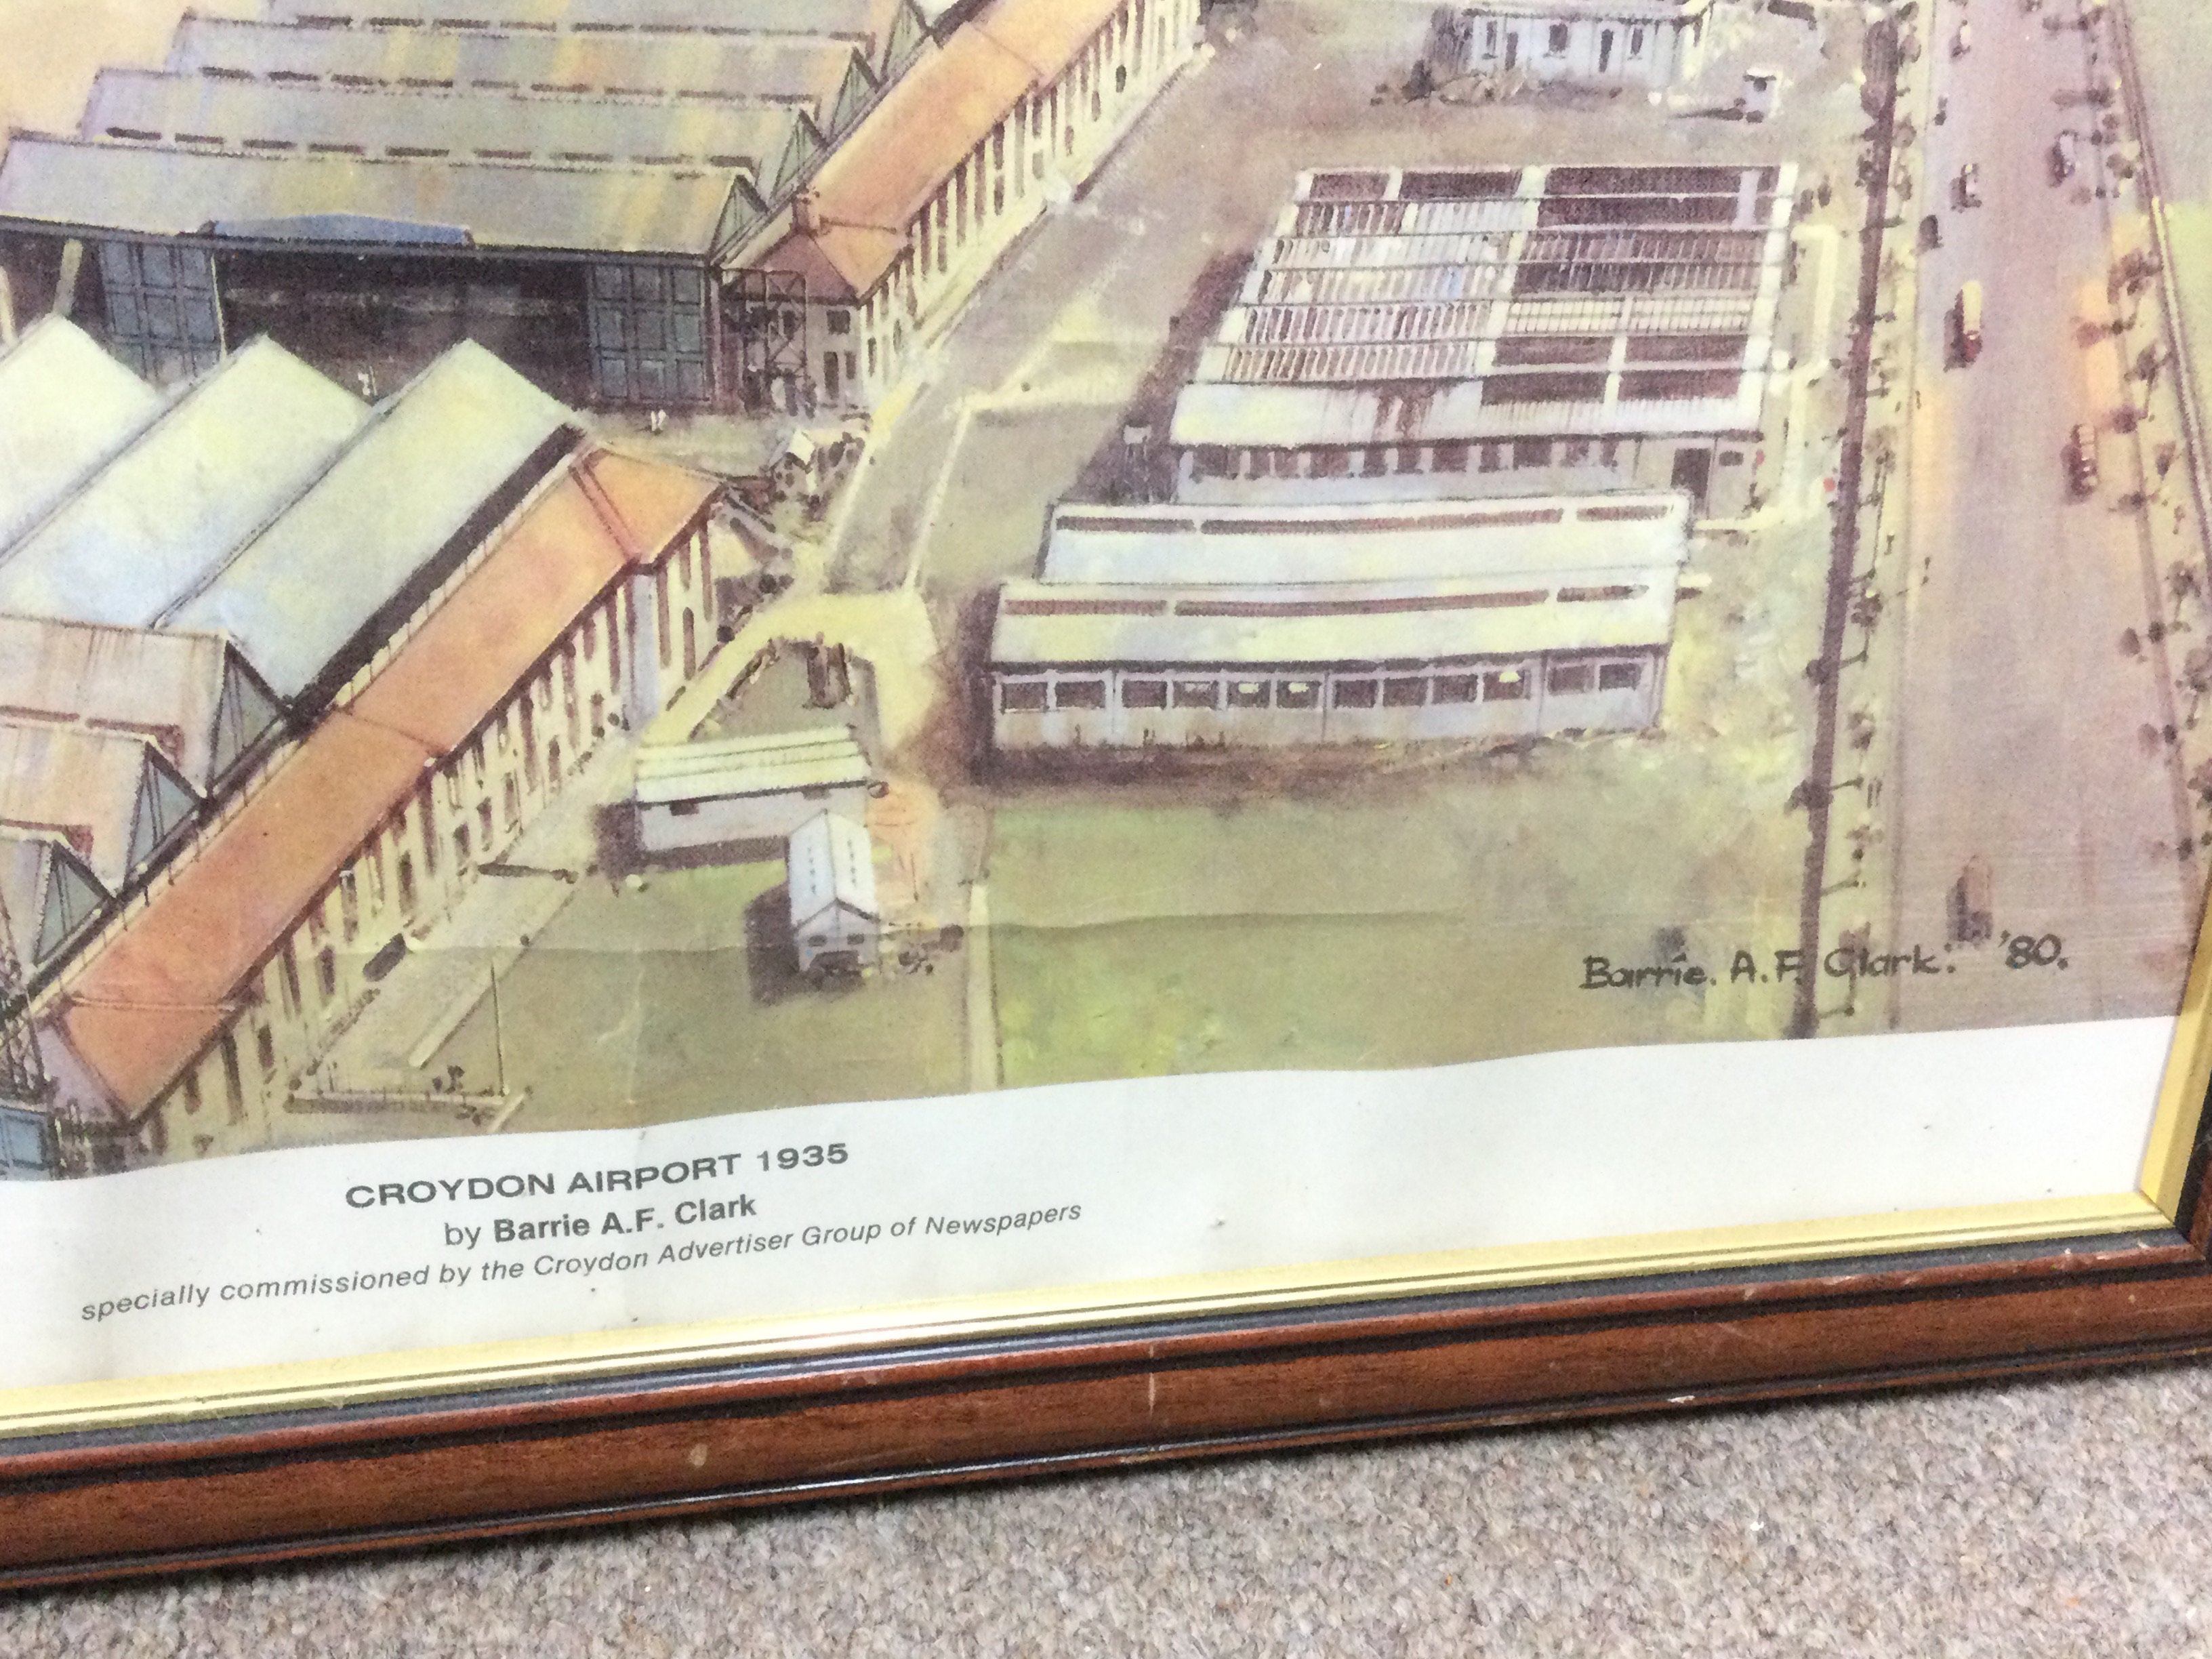 Barrie. A.F. Clark. '80.
CROYDON AIRPORT 1935
by Barrie A.F. Clark
specially commissioned by the Croydon Advertiser Group of Newspapers